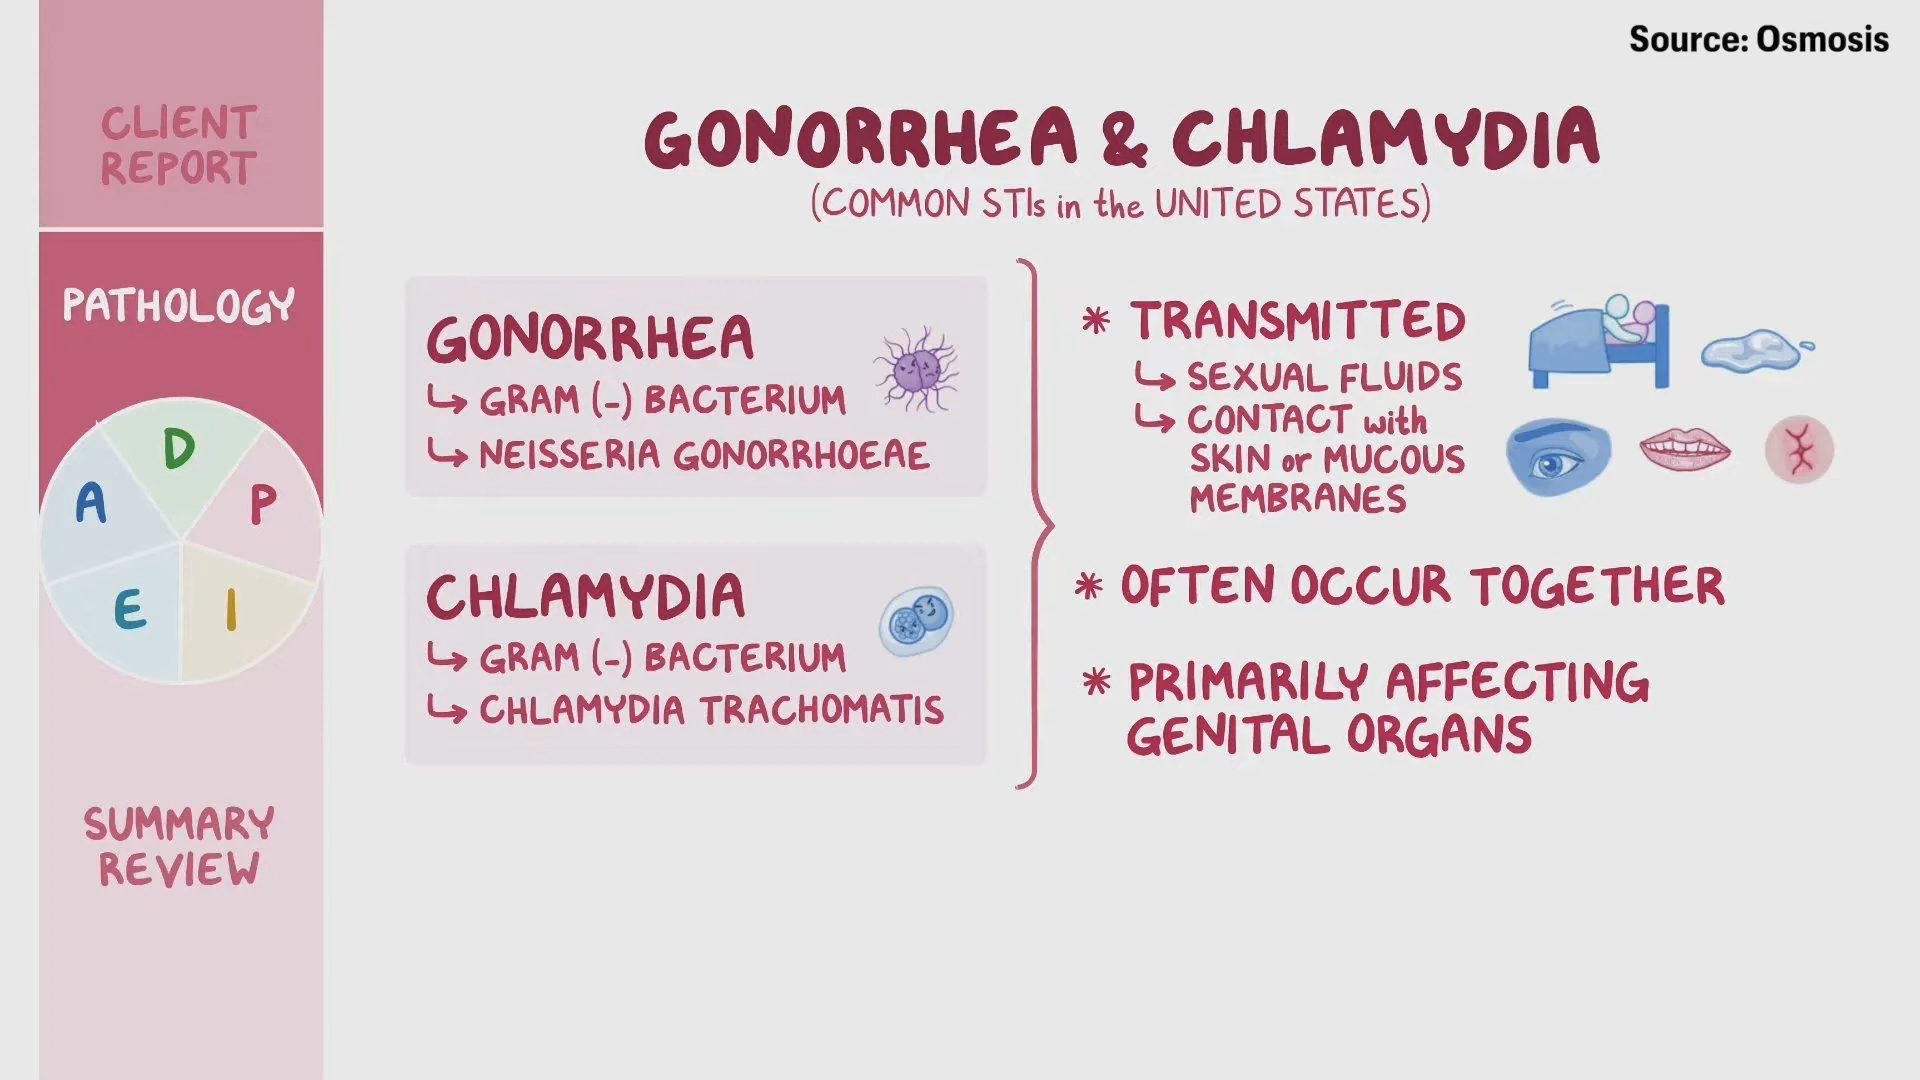 Source: Osmosis
CLIENT
REPORT
PATHOLOGY
D
A
P
E
I
SUMMARY
REVIEW
GONORRHEA & CHLAMYDIA
(COMMON STIs in the UNITED STATES)
GONORRHEA
↳ GRAM (-) BACTERIUM
↳ NEISSERIA GONORRHOEAE
CHLAMYDIA
↳ GRAM (-) BACTERIUM
↳ CHLAMYDIA TRACHOMATIS
* TRANSMITTED
↳ SEXUAL FLUIDS
↳ CONTACT with
SKIN or MUCOUS
MEMBRANES
* OFTEN OCCUR TOGETHER
* PRIMARILY AFFECTING
GENITAL ORGANS